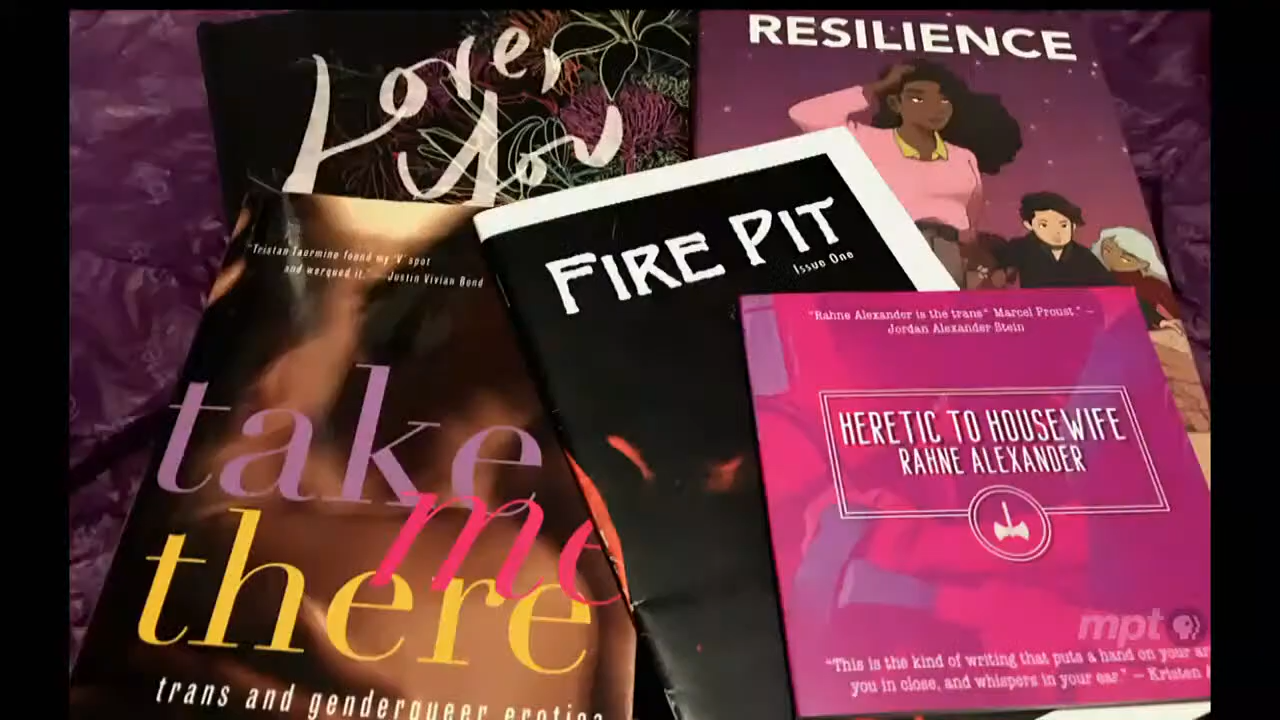 Love,
You
RESILIENCE
"Tristan Taormino found my 'V' spot
and werqued it." Justin Vivian Bond
take
me
there
trans and genderqueer erotica
FIRE PIT
Issue One
"Rahne Alexander is the trans* Marcel Proust." —
Jordan Alexander Stein
HERETIC TO HOUSEWIFE
RAHNE ALEXANDER
"This is the kind of writing that puts a hand on your
you in close, and whispers in your ear." — Kristen
mpt